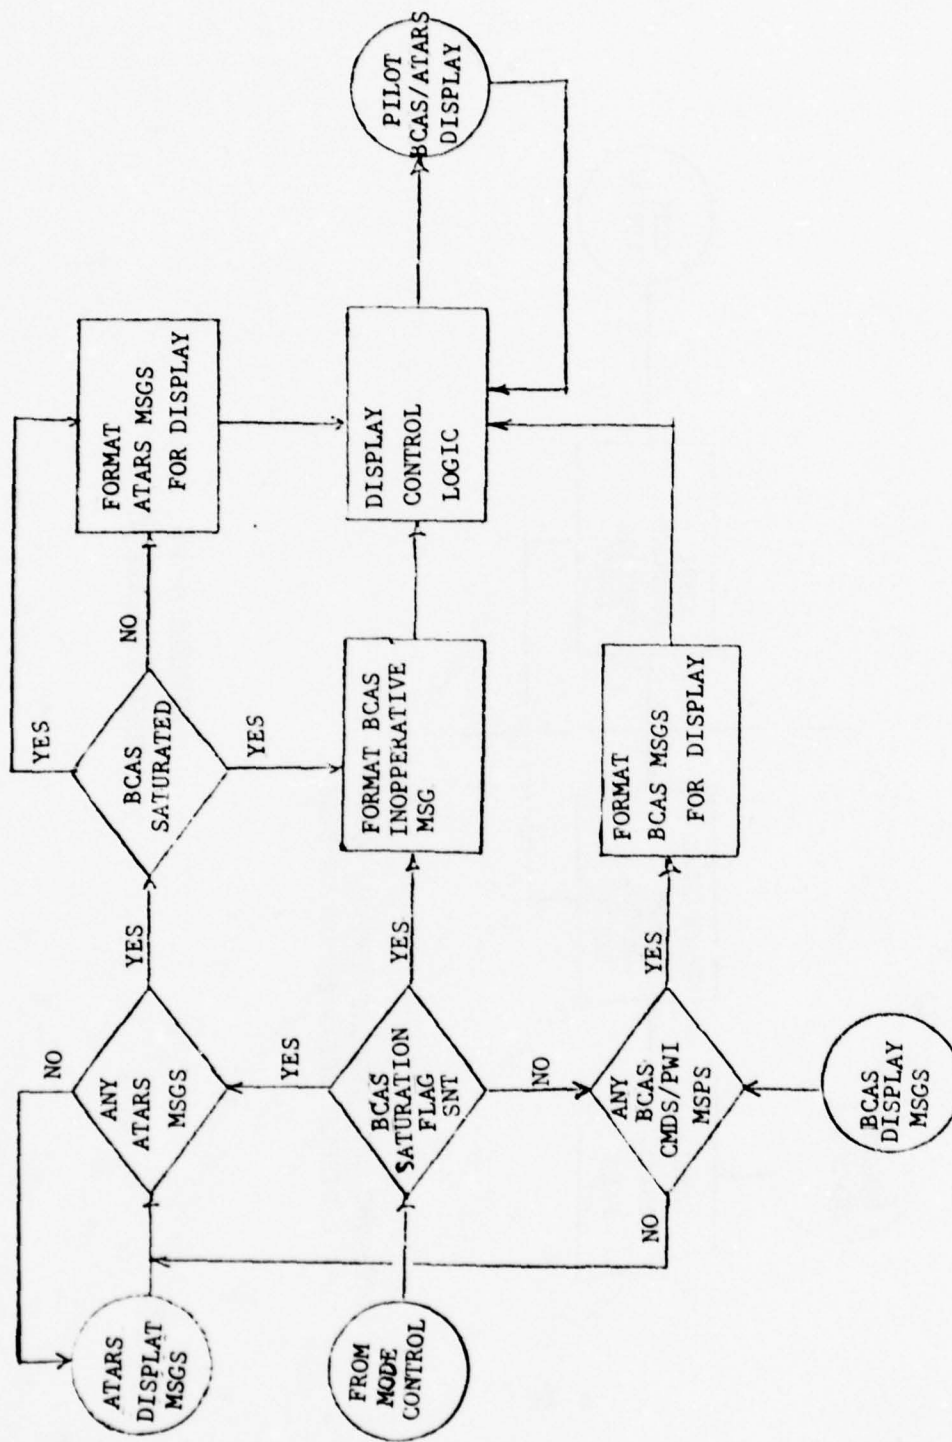 ATARS
DISPLAT
MSGS
NO
ANY
ATARS
MSGS
YES
BCAS
SATURATED
YES
NO
YES
FORMAT
ATARS MSGS
FOR DISPLAY
FROM
MODE
CONTROL
YES
BCAS
SATURATION
FLAG
SNT
YES
NO
FORMAT BCAS
INOPPERATIVE
MSG
DISPLAY
CONTROL
LOGIC
PILOT
BCAS/ATARS
DISPLAY
NO
ANY
BCAS
CMDS/PWI
MSPS
YES
FORMAT
BCAS MSGS
FOR DISPLAY
BCAS
DISPLAY
MSGS